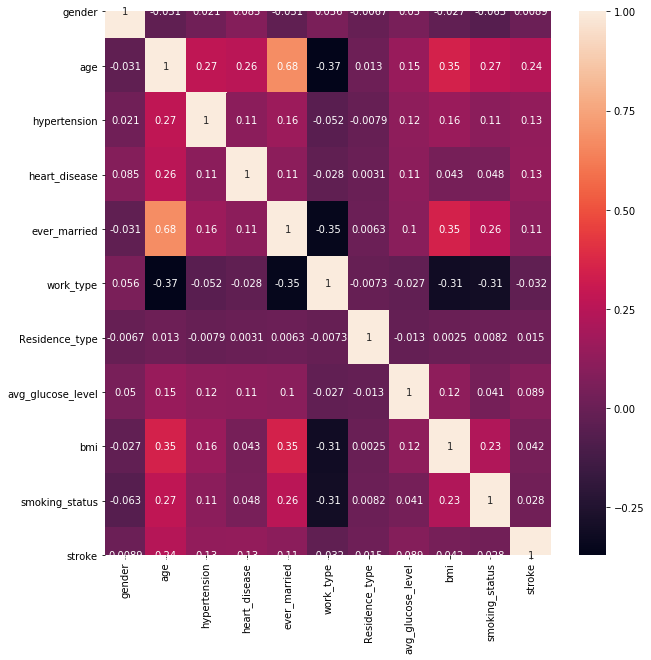 gender 1 -0.031 0.021 0.085 -0.031 0.056 -0.0067 0.05 -0.027 -0.063 0.0089
age -0.031 1 0.27 0.26 0.68 -0.37 0.013 0.15 0.35 0.27 0.24
hypertension 0.021 0.27 1 0.11 0.16 -0.052 -0.0079 0.12 0.16 0.11 0.13
heart_disease 0.085 0.26 0.11 1 0.11 -0.028 0.0031 0.11 0.043 0.048 0.13
ever_married -0.031 0.68 0.16 0.11 1 -0.35 0.0063 0.1 0.35 0.26 0.11
work_type 0.056 -0.37 -0.052 -0.028 -0.35 1 -0.0073 -0.027 -0.31 -0.31 -0.032
Residence_type -0.0067 0.013 -0.0079 0.0031 0.0063 -0.0073 1 -0.013 0.0025 0.0082 0.015
avg_glucose_level 0.05 0.15 0.12 0.11 0.1 -0.027 -0.013 1 0.12 0.041 0.089
bmi -0.027 0.35 0.16 0.043 0.35 -0.31 0.0025 0.12 1 0.23 0.042
smoking_status -0.063 0.27 0.11 0.048 0.26 -0.31 0.0082 0.041 0.23 1 0.028
stroke 0.0089 0.24 0.13 0.13 0.11 -0.032 0.015 0.089 0.042 0.028 1
gender age hypertension heart_disease ever_married work_type Residence_type avg_glucose_level bmi smoking_status stroke
1.00
0.75
0.50
0.25
0.00
−0.25